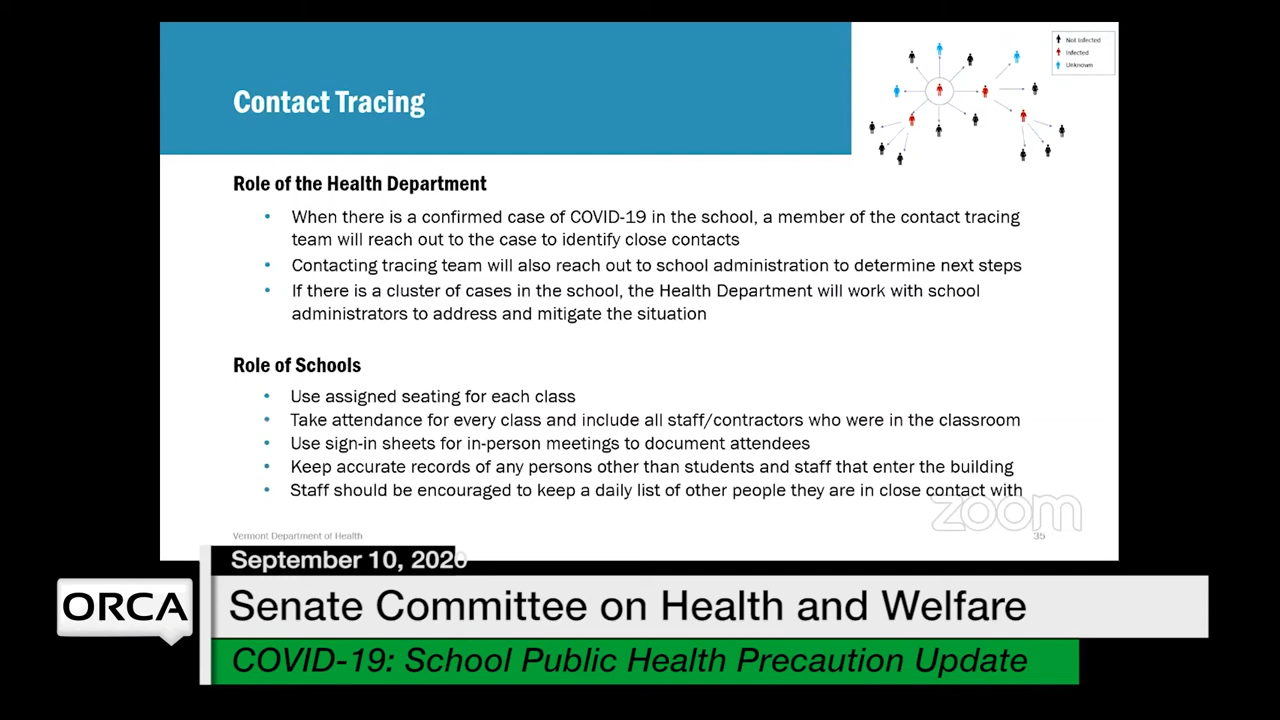 Not Infected
Infected
Unknown
Contact Tracing
Role of the Health Department
• When there is a confirmed case of COVID-19 in the school, a member of the contact tracing
team will reach out to the case to identify close contacts
• Contacting tracing team will also reach out to school administration to determine next steps
• If there is a cluster of cases in the school, the Health Department will work with school
administrators to address and mitigate the situation
Role of Schools
• Use assigned seating for each class
• Take attendance for every class and include all staff/contractors who were in the classroom
• Use sign-in sheets for in-person meetings to document attendees
• Keep accurate records of any persons other than students and staff that enter the building
• Staff should be encouraged to keep a daily list of other people they are in close contact with
zoom
Vermont Department of Health
35
September 10, 2020
ORCA
Senate Committee on Health and Welfare
COVID-19: School Public Health Precaution Update